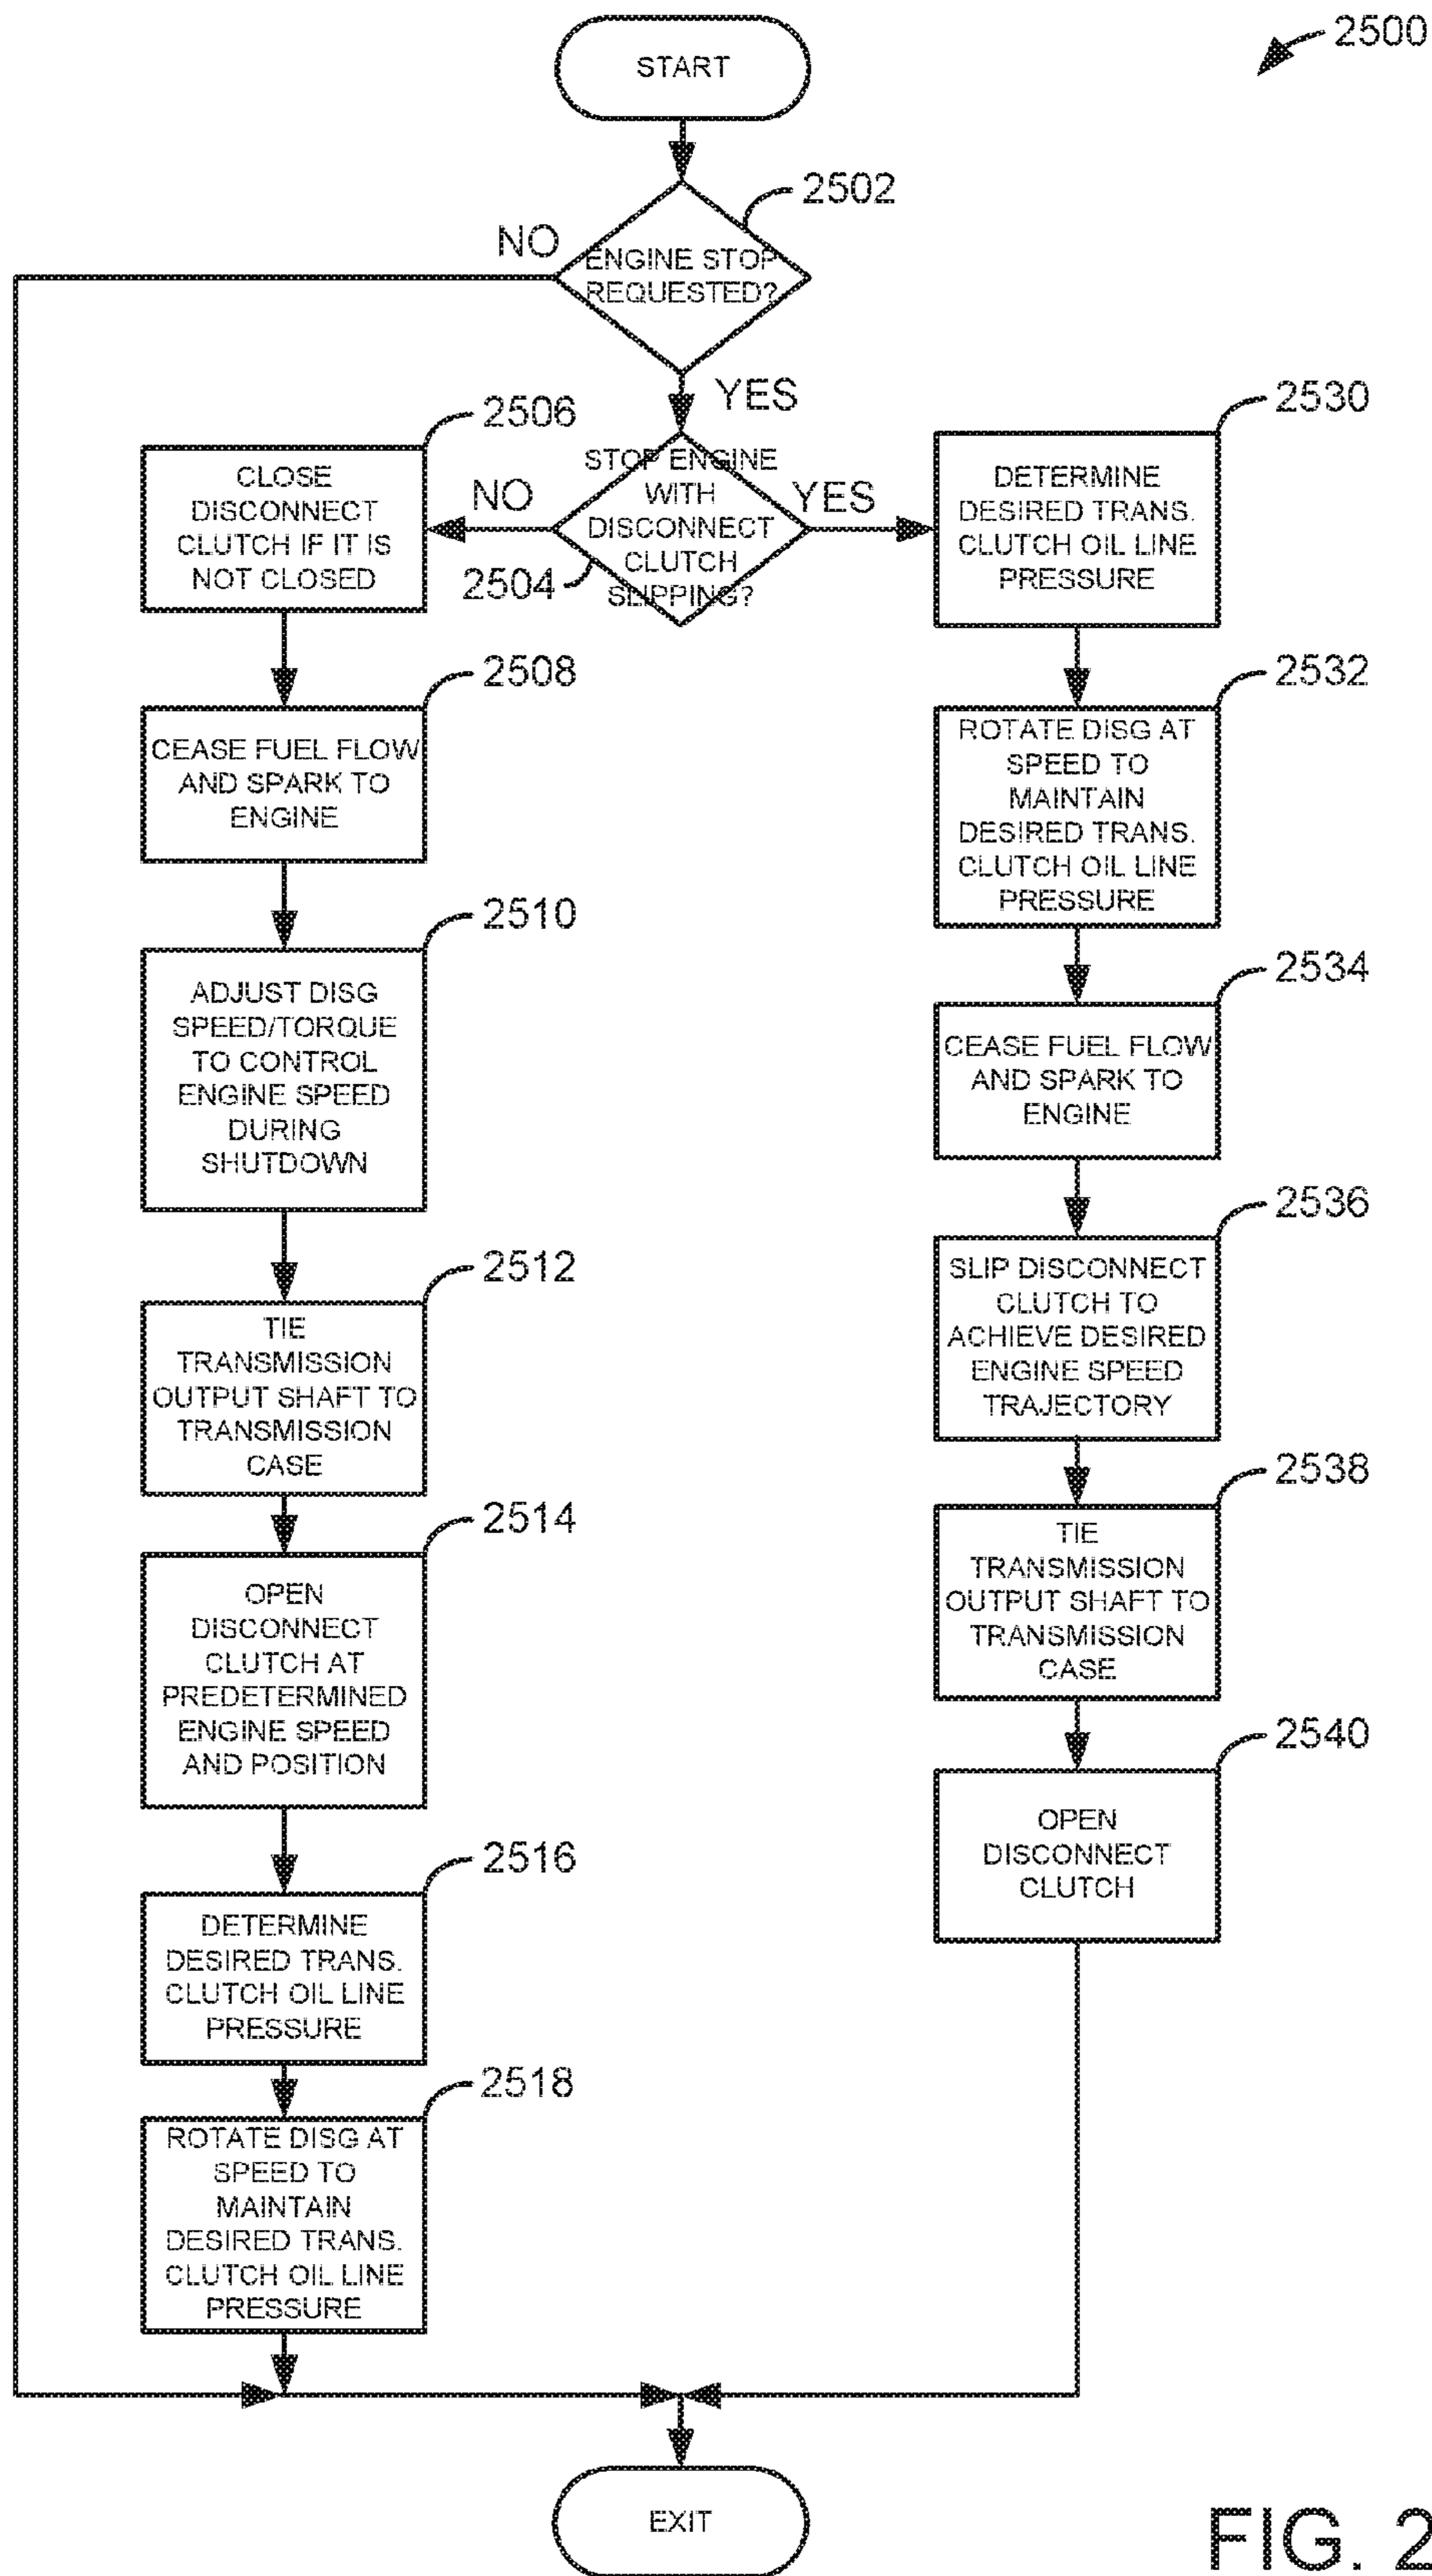 2500
START
2502
NO
ENGINE STOP
REQUESTED?
YES
2506
CLOSE
DISCONNECT
CLUTCH IF IT IS
NOT CLOSED
NO
STOP ENGINE
WITH
DISCONNECT
CLUTCH
SLIPPING?
2504
YES
2530
DETERMINE
DESIRED TRANS.
CLUTCH OIL LINE
PRESSURE
2508
CEASE FUEL FLOW
AND SPARK TO
ENGINE
2510
ADJUST DISG
SPEED/TORQUE
TO CONTROL
ENGINE SPEED
DURING
SHUTDOWN
2512
TIE
TRANSMISSION
OUTPUT SHAFT TO
TRANSMISSION
CASE
2514
OPEN
DISCONNECT
CLUTCH AT
PREDETERMINED
ENGINE SPEED
AND POSITION
2516
DETERMINE
DESIRED TRANS.
CLUTCH OIL LINE
PRESSURE
2518
ROTATE DISG AT
SPEED TO
MAINTAIN
DESIRED TRANS.
CLUTCH OIL LINE
PRESSURE
2532
ROTATE DISG AT
SPEED TO
MAINTAIN
DESIRED TRANS.
CLUTCH OIL LINE
PRESSURE
2534
CEASE FUEL FLOW
AND SPARK TO
ENGINE
2536
SLIP DISCONNECT
CLUTCH TO
ACHIEVE DESIRED
ENGINE SPEED
TRAJECTORY
2538
TIE
TRANSMISSION
OUTPUT SHAFT TO
TRANSMISSION
CASE
2540
OPEN
DISCONNECT
CLUTCH
EXIT
FIG. 2